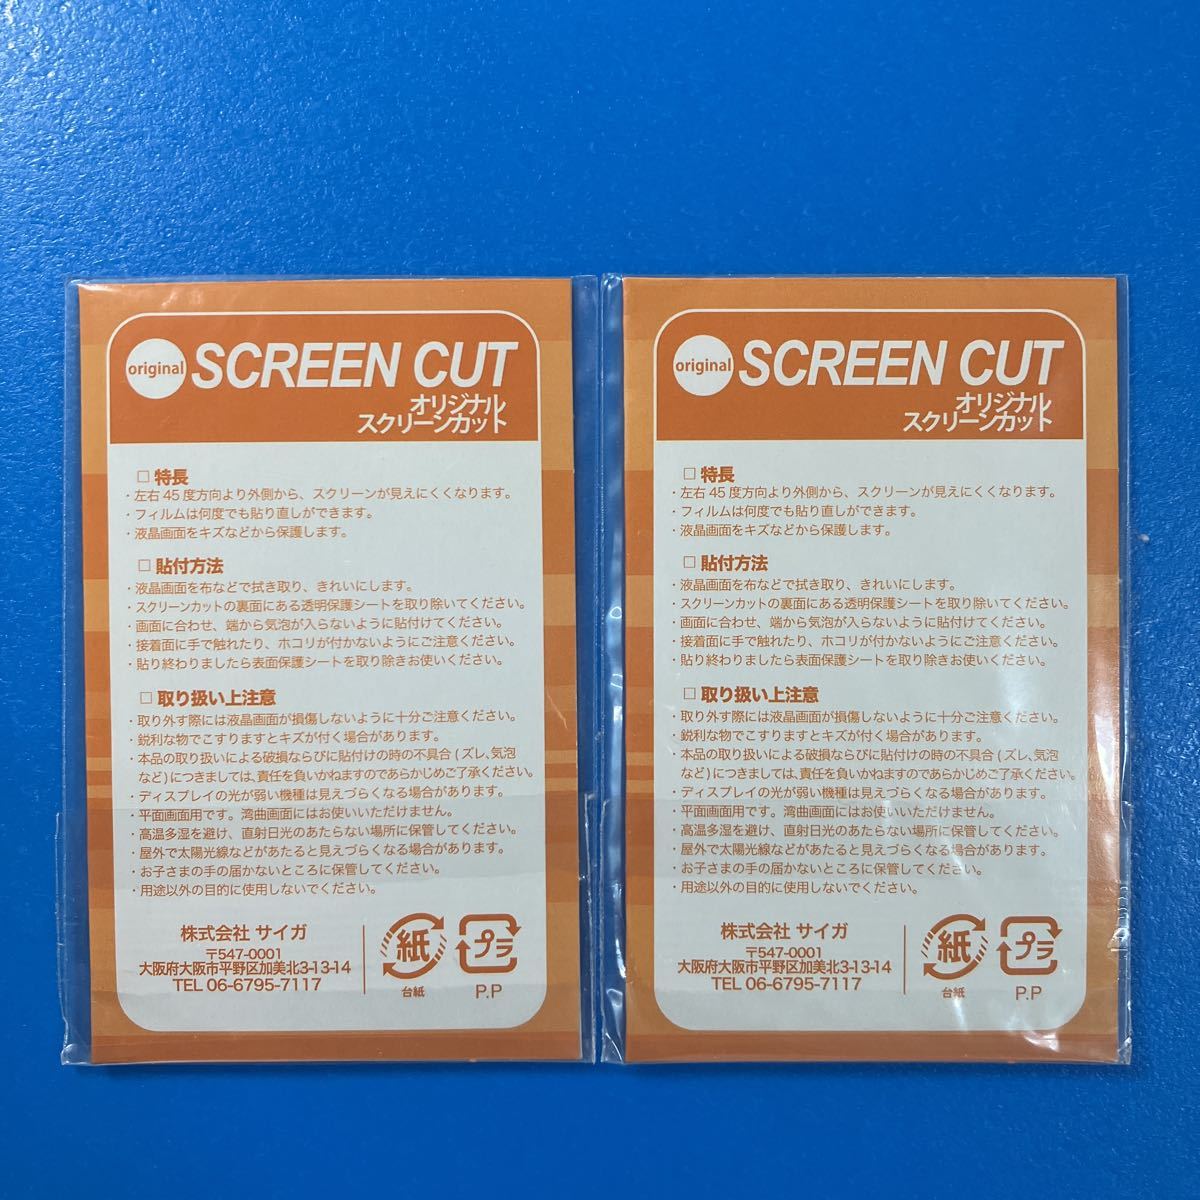 original SCREEN CUT
オリジナル
スクリーンカット
□ 特長
・左右45度方向より外側から、スクリーンが見えにくくなります。
・フィルムは何度でも貼り直しができます。
・液晶画面をキズなどから保護します。
□ 貼付方法
・液晶画面を布などで拭き取り、きれいにします。
・スクリーンカットの裏面にある透明保護シートを取り除いてください。
・画面に合わせ、端から気泡が入らないように貼付けてください。
・接着面に手で触れたり、ホコリが付かないようにご注意ください。
・貼り終わりましたら表面保護シートを取り除きお使いください。
□ 取り扱い上注意
・取り外す際には液晶画面が損傷しないように十分ご注意ください。
・鋭利な物でこすりますとキズが付く場合があります。
・本品の取り扱いによる破損ならびに貼付けの時の不具合(ズレ、気泡
など)につきましては、責任を負いかねますのであらかじめご了承ください。
・ディスプレイの光が弱い機種は見えづらくなる場合があります。
・平面画面用です。湾曲画面にはお使いいただけません。
・高温多湿を避け、直射日光のあたらない場所に保管してください。
・屋外で太陽光線などがあたると見えづらくなる場合があります。
・お子さまの手の届かないところに保管してください。
・用途以外の目的に使用しないでください。
株式会社 サイガ
〒547-0001
大阪府大阪市平野区加美北3-13-14
TEL 06-6795-7117
紙
台紙
プラ
P.P
original SCREEN CUT
オリジナル
スクリーンカット
□ 特長
・左右45度方向より外側から、スクリーンが見えにくくなります。
・フィルムは何度でも貼り直しができます。
・液晶画面をキズなどから保護します。
□ 貼付方法
・液晶画面を布などで拭き取り、きれいにします。
・スクリーンカットの裏面にある透明保護シートを取り除いてください。
・画面に合わせ、端から気泡が入らないように貼付けてください。
・接着面に手で触れたり、ホコリが付かないようにご注意ください。
・貼り終わりましたら表面保護シートを取り除きお使いください。
□ 取り扱い上注意
・取り外す際には液晶画面が損傷しないように十分ご注意ください。
・鋭利な物でこすりますとキズが付く場合があります。
・本品の取り扱いによる破損ならびに貼付けの時の不具合(ズレ、気泡
など)につきましては、責任を負いかねますのであらかじめご了承ください。
・ディスプレイの光が弱い機種は見えづらくなる場合があります。
・平面画面用です。湾曲画面にはお使いいただけません。
・高温多湿を避け、直射日光のあたらない場所に保管してください。
・屋外で太陽光線などがあたると見えづらくなる場合があります。
・お子さまの手の届かないところに保管してください。
・用途以外の目的に使用しないでください。
株式会社 サイガ
〒547-0001
大阪府大阪市平野区加美北3-13-14
TEL 06-6795-7117
紙
台紙
プラ
P.P